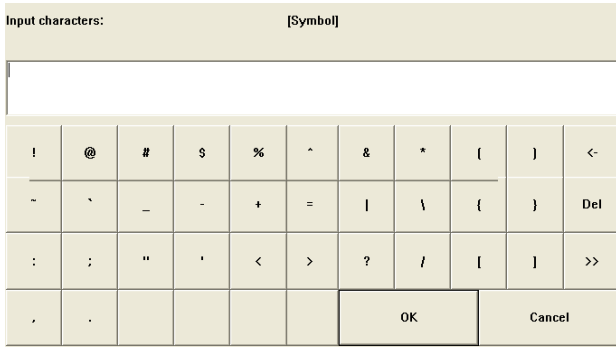 Input characters: [Symbol]
! @ # $ % ^ & * ( ) <-
~ ` _ - + = | \ { } Del
: ; " ' < > ? / [ ] >>
, . OK Cancel